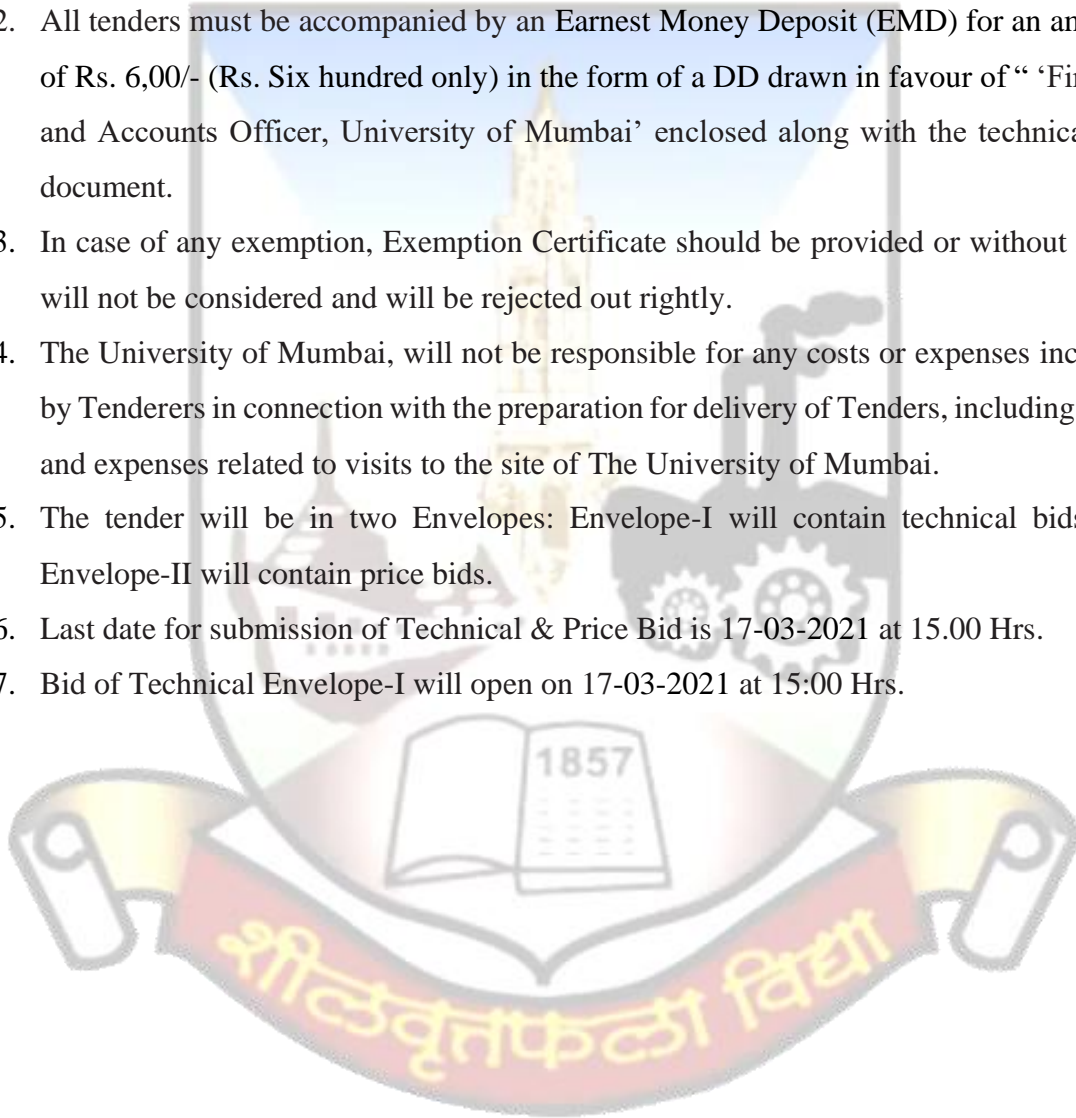 2. All tenders must be accompanied by an Earnest Money Deposit (EMD) for an
of Rs. 6,00/- (Rs. Six hundred only) in the form of a DD drawn in favour of “ ‘
and Accounts Officer, University of Mumbai’ enclosed along with the
document.
3. In case of any exemption, Exemption Certificate should be provided or without
will not be considered and will be rejected out rightly.
4. The University of Mumbai, will not be responsible for any costs or expenses
by Tenderers in connection with the preparation for delivery of Tenders, including
and expenses related to visits to the site of The University of Mumbai.
5. The tender will be in two Envelopes: Envelope-I will contain technical bids
Envelope-II will contain price bids.
6. Last date for submission of Technical & Price Bid is 17-03-2021 at 15.00 Hrs.
7. Bid of Technical Envelope-I will open on 17-03-2021 at 15:00 Hrs.
1857
शीलवृतफला विद्या